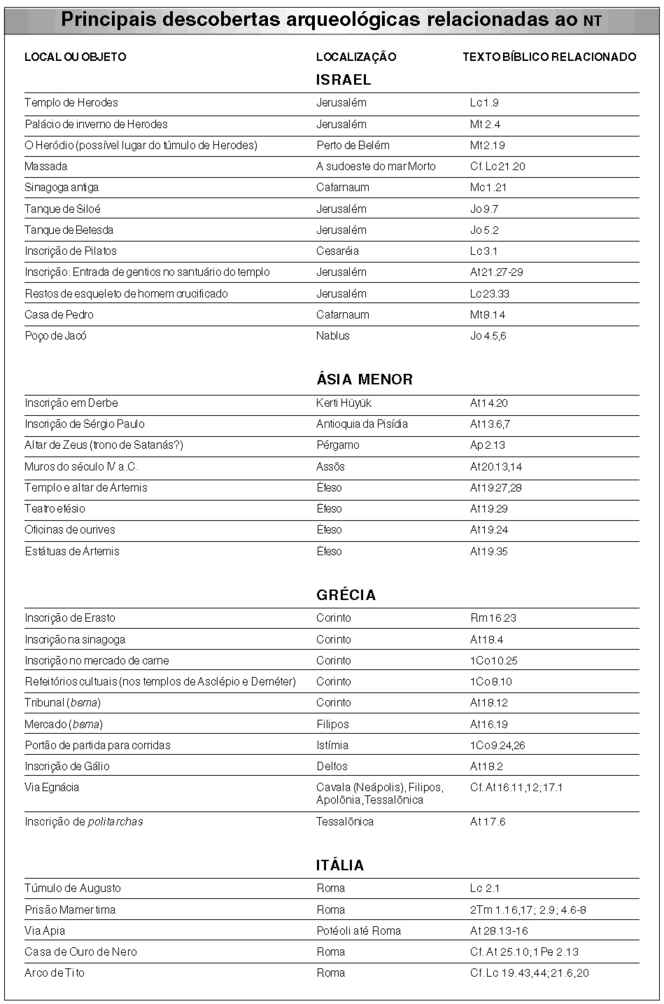 Principais descobertas arqueológicas relacionadas ao NT
LOCAL OU OBJETO LOCALIZAÇÃO TEXTO BÍBLICO RELACIONADO
ISRAEL
Templo de Herodes Jerusalém Lc 1.9
Palácio de inverno de Herodes Jerusalém Mt 2.4
O Heródio (possível lugar do túmulo de Herodes) Perto de Belém Mt 2.19
Massada A sudoeste do mar Morto Cf. Lc 21.20
Sinagoga antiga Cafarnaum Mc 1.21
Tanque de Siloé Jerusalém Jo 9.7
Tanque de Betesda Jerusalém Jo 5.2
Inscrição de Pilatos Cesaréia Lc 3.1
Inscrição: Entrada de gentios no santuário do templo Jerusalém At 21.27-29
Restos de esqueleto de homem crucificado Jerusalém Lc 23.33
Casa de Pedro Cafarnaum Mt 8.14
Poço de Jacó Nablus Jo 4.5,6
ÁSIA MENOR
Inscrição em Derbe Kerti Hüyük At 14.20
Inscrição de Sérgio Paulo Antioquia da Pisídia At 13.6,7
Altar de Zeus (trono de Satanás?) Pérgamo Ap 2.13
Muros do século IV a.C. Assôs At 20.13,14
Templo e altar de Ártemis Éfeso At 19.27,28
Teatro efésio Éfeso At 19.29
Oficinas de ourives Éfeso At 19.24
Estátuas de Ártemis Éfeso At 19.35
GRÉCIA
Inscrição de Erasto Corinto Rm 16.23
Inscrição na sinagoga Corinto At 18.4
Inscrição no mercado de carne Corinto 1Co 10.25
Refeitórios cultuais (nos templos de Asclépio e Deméter) Corinto 1Co 8.10
Tribunal (bema) Corinto At 18.12
Mercado (bema) Filipos At 16.19
Portão de partida para corridas Istímia 1Co 9.24,26
Inscrição de Gálio Delfos At 18.2
Via Egnácia Cavala (Neápolis), Filipos, Cf. At 16.11,12; 17.1
Apolônia, Tessalônica
Inscrição de politarchas Tessalônica At 17.6
ITÁLIA
Túmulo de Augusto Roma Lc 2.1
Prisão Mamertima Roma 2Tm 1.16,17; 2.9; 4.6-8
Via Ápia Potéoli até Roma At 28.13-16
Casa de Ouro de Nero Roma Cf. At 25.10; 1Pe 2.13
Arco de Tito Roma Cf. Lc 19.43,44; 21.6,20